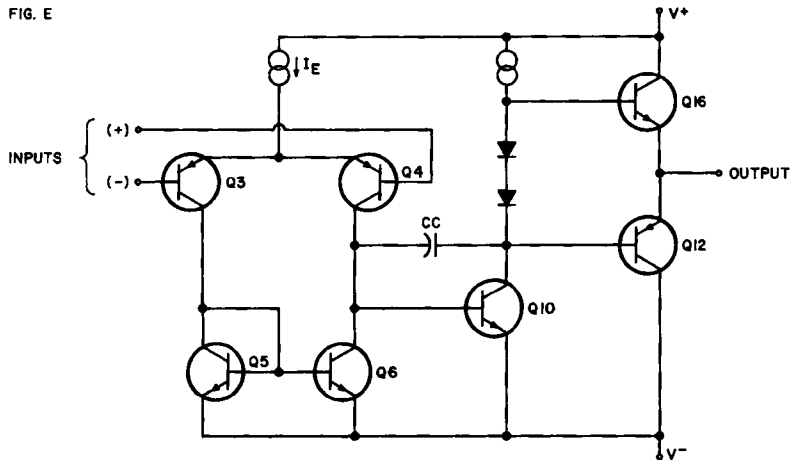 FIG. E
V+
IE
Q16
(+)
INPUTS
(-)
Q3
Q4
OUTPUT
CC
Q12
Q10
Q5
Q6
V-